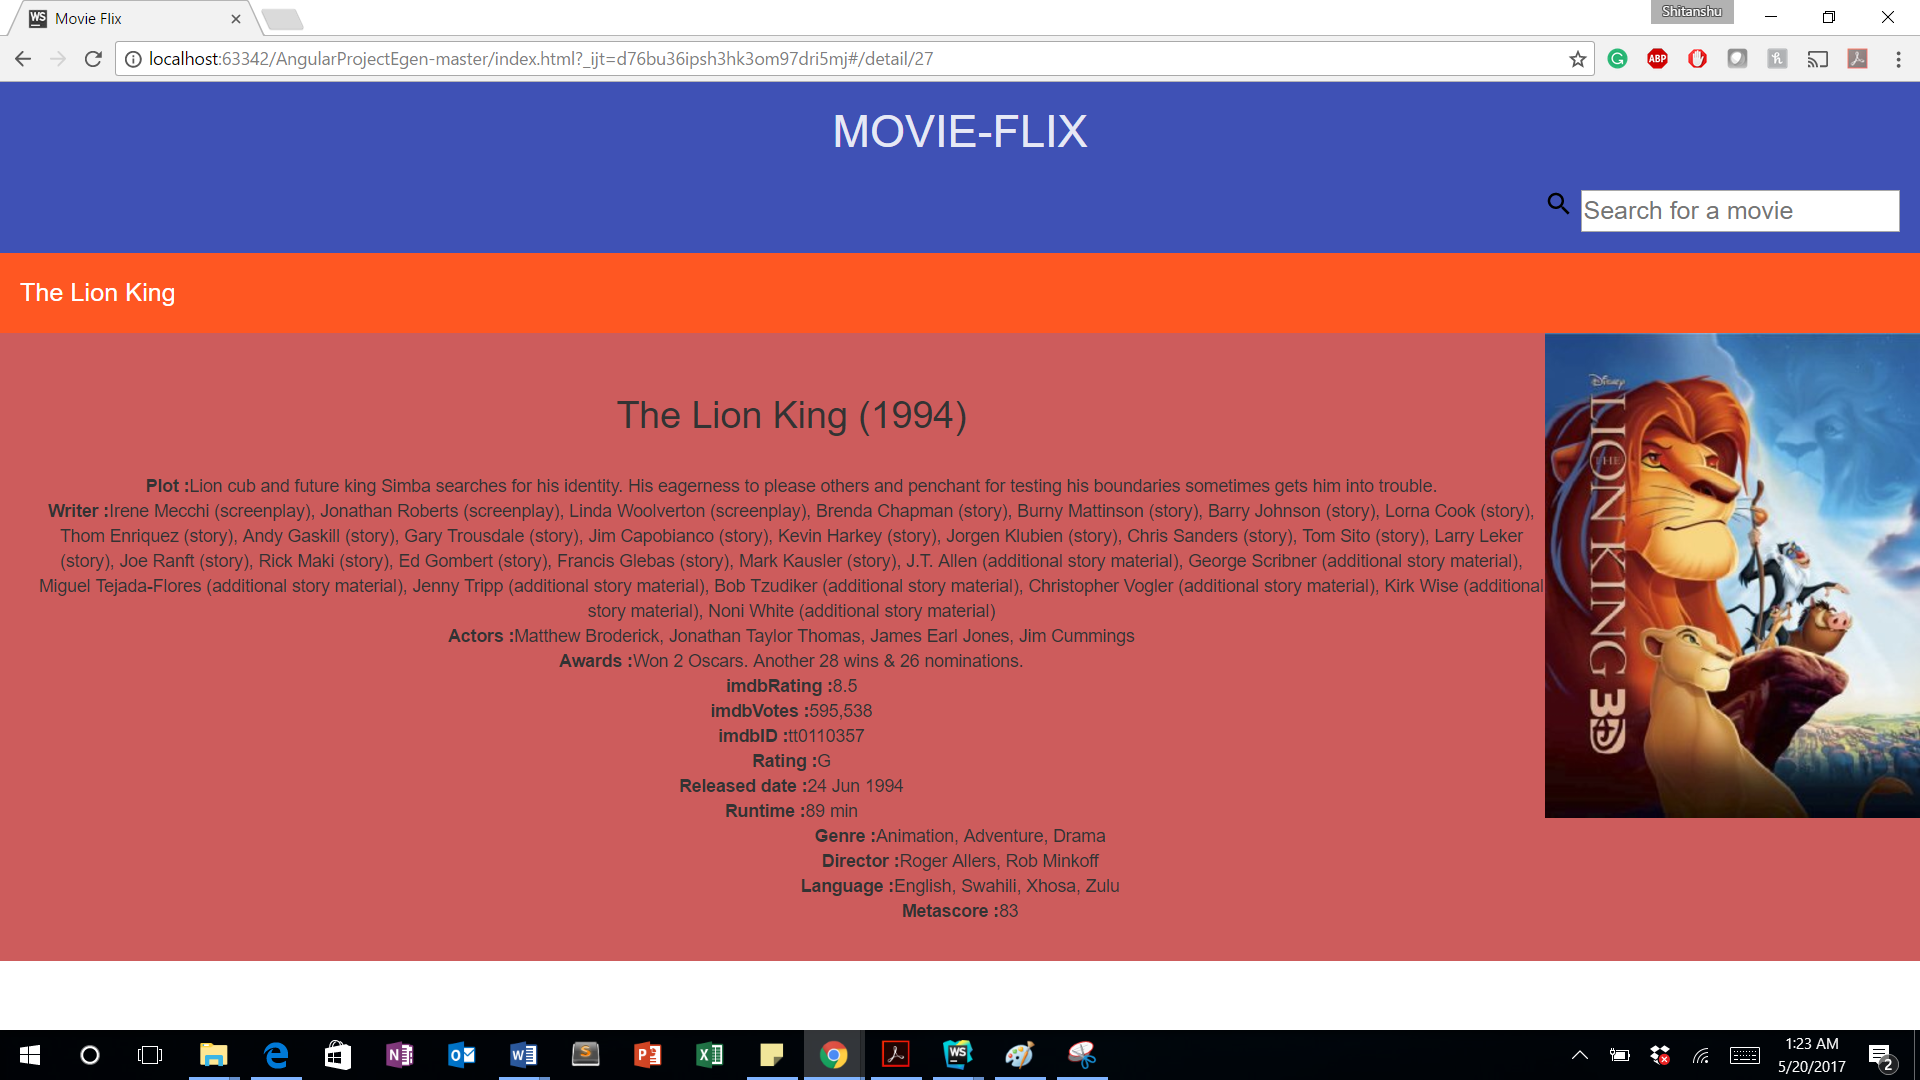 Movie Flix
Shitanshu
localhost:63342/AngularProjectEgen-master/index.html?_ijt=d76bu36ipsh3hk3om97dri5mj#/detail/27
ABP
MOVIE-FLIX
Search for a movie
The Lion King
The Lion King (1994)
Plot :Lion cub and future king Simba searches for his identity. His eagerness to please others and penchant for testing his boundaries sometimes gets him into trouble.
Writer :Irene Mecchi (screenplay), Jonathan Roberts (screenplay), Linda Woolverton (screenplay), Brenda Chapman (story), Burny Mattinson (story), Barry Johnson (story), Lorna Cook (story),
Thom Enriquez (story), Andy Gaskill (story), Gary Trousdale (story), Jim Capobianco (story), Kevin Harkey (story), Jorgen Klubien (story), Chris Sanders (story), Tom Sito (story), Larry Leker
(story), Joe Ranft (story), Rick Maki (story), Ed Gombert (story), Francis Glebas (story), Mark Kausler (story), J.T. Allen (additional story material), George Scribner (additional story material),
Miguel Tejada-Flores (additional story material), Jenny Tripp (additional story material), Bob Tzudiker (additional story material), Christopher Vogler (additional story material), Kirk Wise (additional
story material), Noni White (additional story material)
Actors :Matthew Broderick, Jonathan Taylor Thomas, James Earl Jones, Jim Cummings
Awards :Won 2 Oscars. Another 28 wins & 26 nominations.
imdbRating :8.5
imdbVotes :595,538
imdbID :tt0110357
Rating :G
Released date :24 Jun 1994
Runtime :89 min
Genre :Animation, Adventure, Drama
Director :Roger Allers, Rob Minkoff
Language :English, Swahili, Xhosa, Zulu
Metascore :83
Disney
THE LION KING 3D
1:23 AM
5/20/2017
2